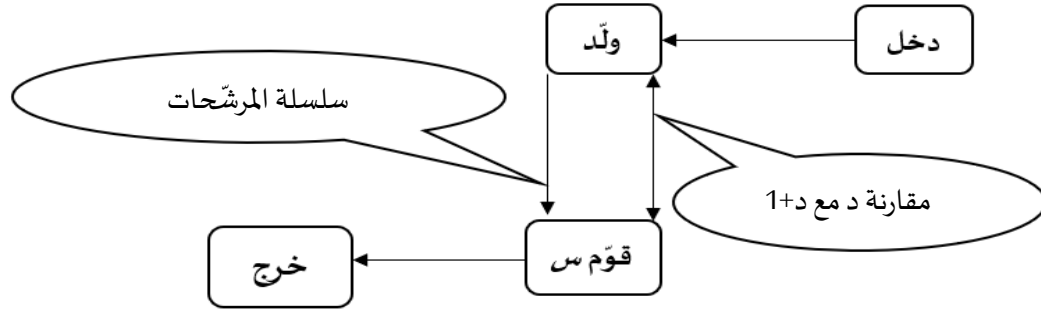 دخل
ولّد
سلسلة المرشّحات
مقارنة د مع د+1
قوّم س
خرج